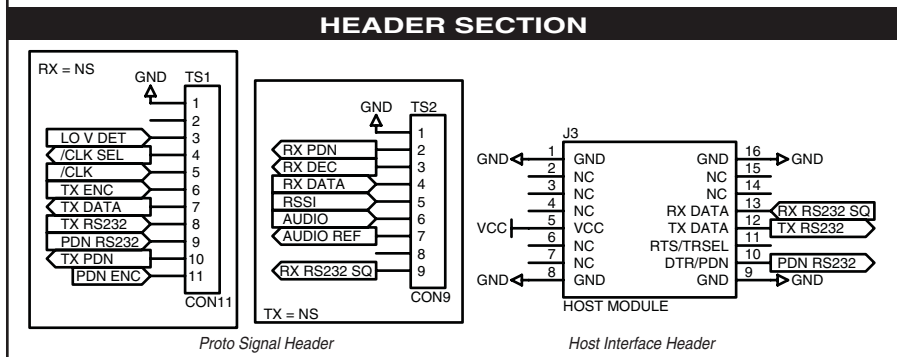 HEADER SECTION
RX = NS
GND TS1
1
2
LO V DET 3
/CLK SEL 4
/CLK 5
TX ENC 6
TX DATA 7
TX RS232 8
PDN RS232 9
TX PDN 10
PDN ENC 11
CON11
GND TS2
1
RX PDN 2
RX DEC 3
RX DATA 4
RSSI 5
AUDIO 6
AUDIO REF 7
8
RX RS232 SQ 9
CON9
TX = NS
Proto Signal Header
J3
GND 1 GND GND 16 GND
2 NC NC 15
3 NC NC 14
4 NC RX DATA 13 RX RS232 SQ
VCC 5 VCC TX DATA 12 TX RS232
6 NC RTS/TRSEL 11
7 NC DTR/PDN 10 PDN RS232
GND 8 GND GND 9 GND
HOST MODULE
Host Interface Header